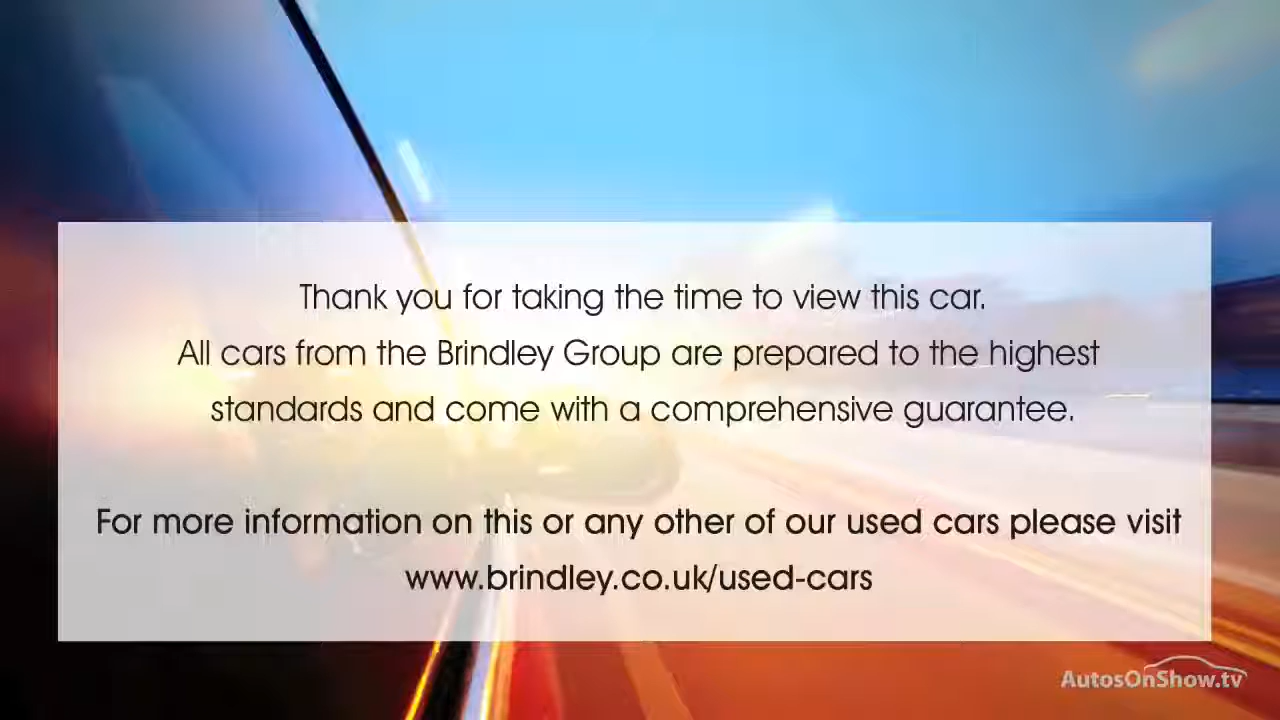 Thank you for taking the time to view this car.
All cars from the Brindley Group are prepared to the highest
standards and come with a comprehensive guarantee.
For more information on this or any other of our used cars please visit
www.brindley.co.uk/used-cars
AutosOnShow.tv